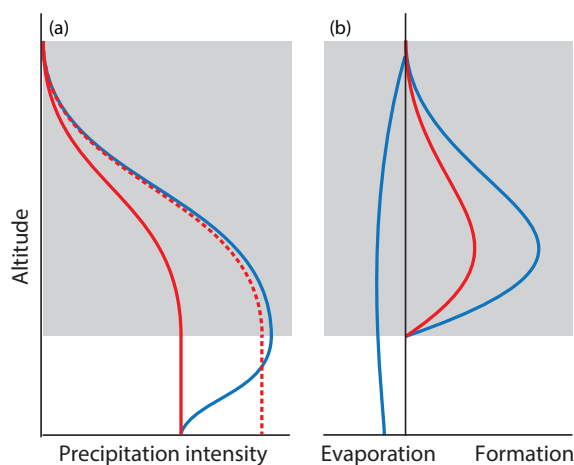 (a)
(b)
Altitude
Precipitation intensity
Evaporation
Formation